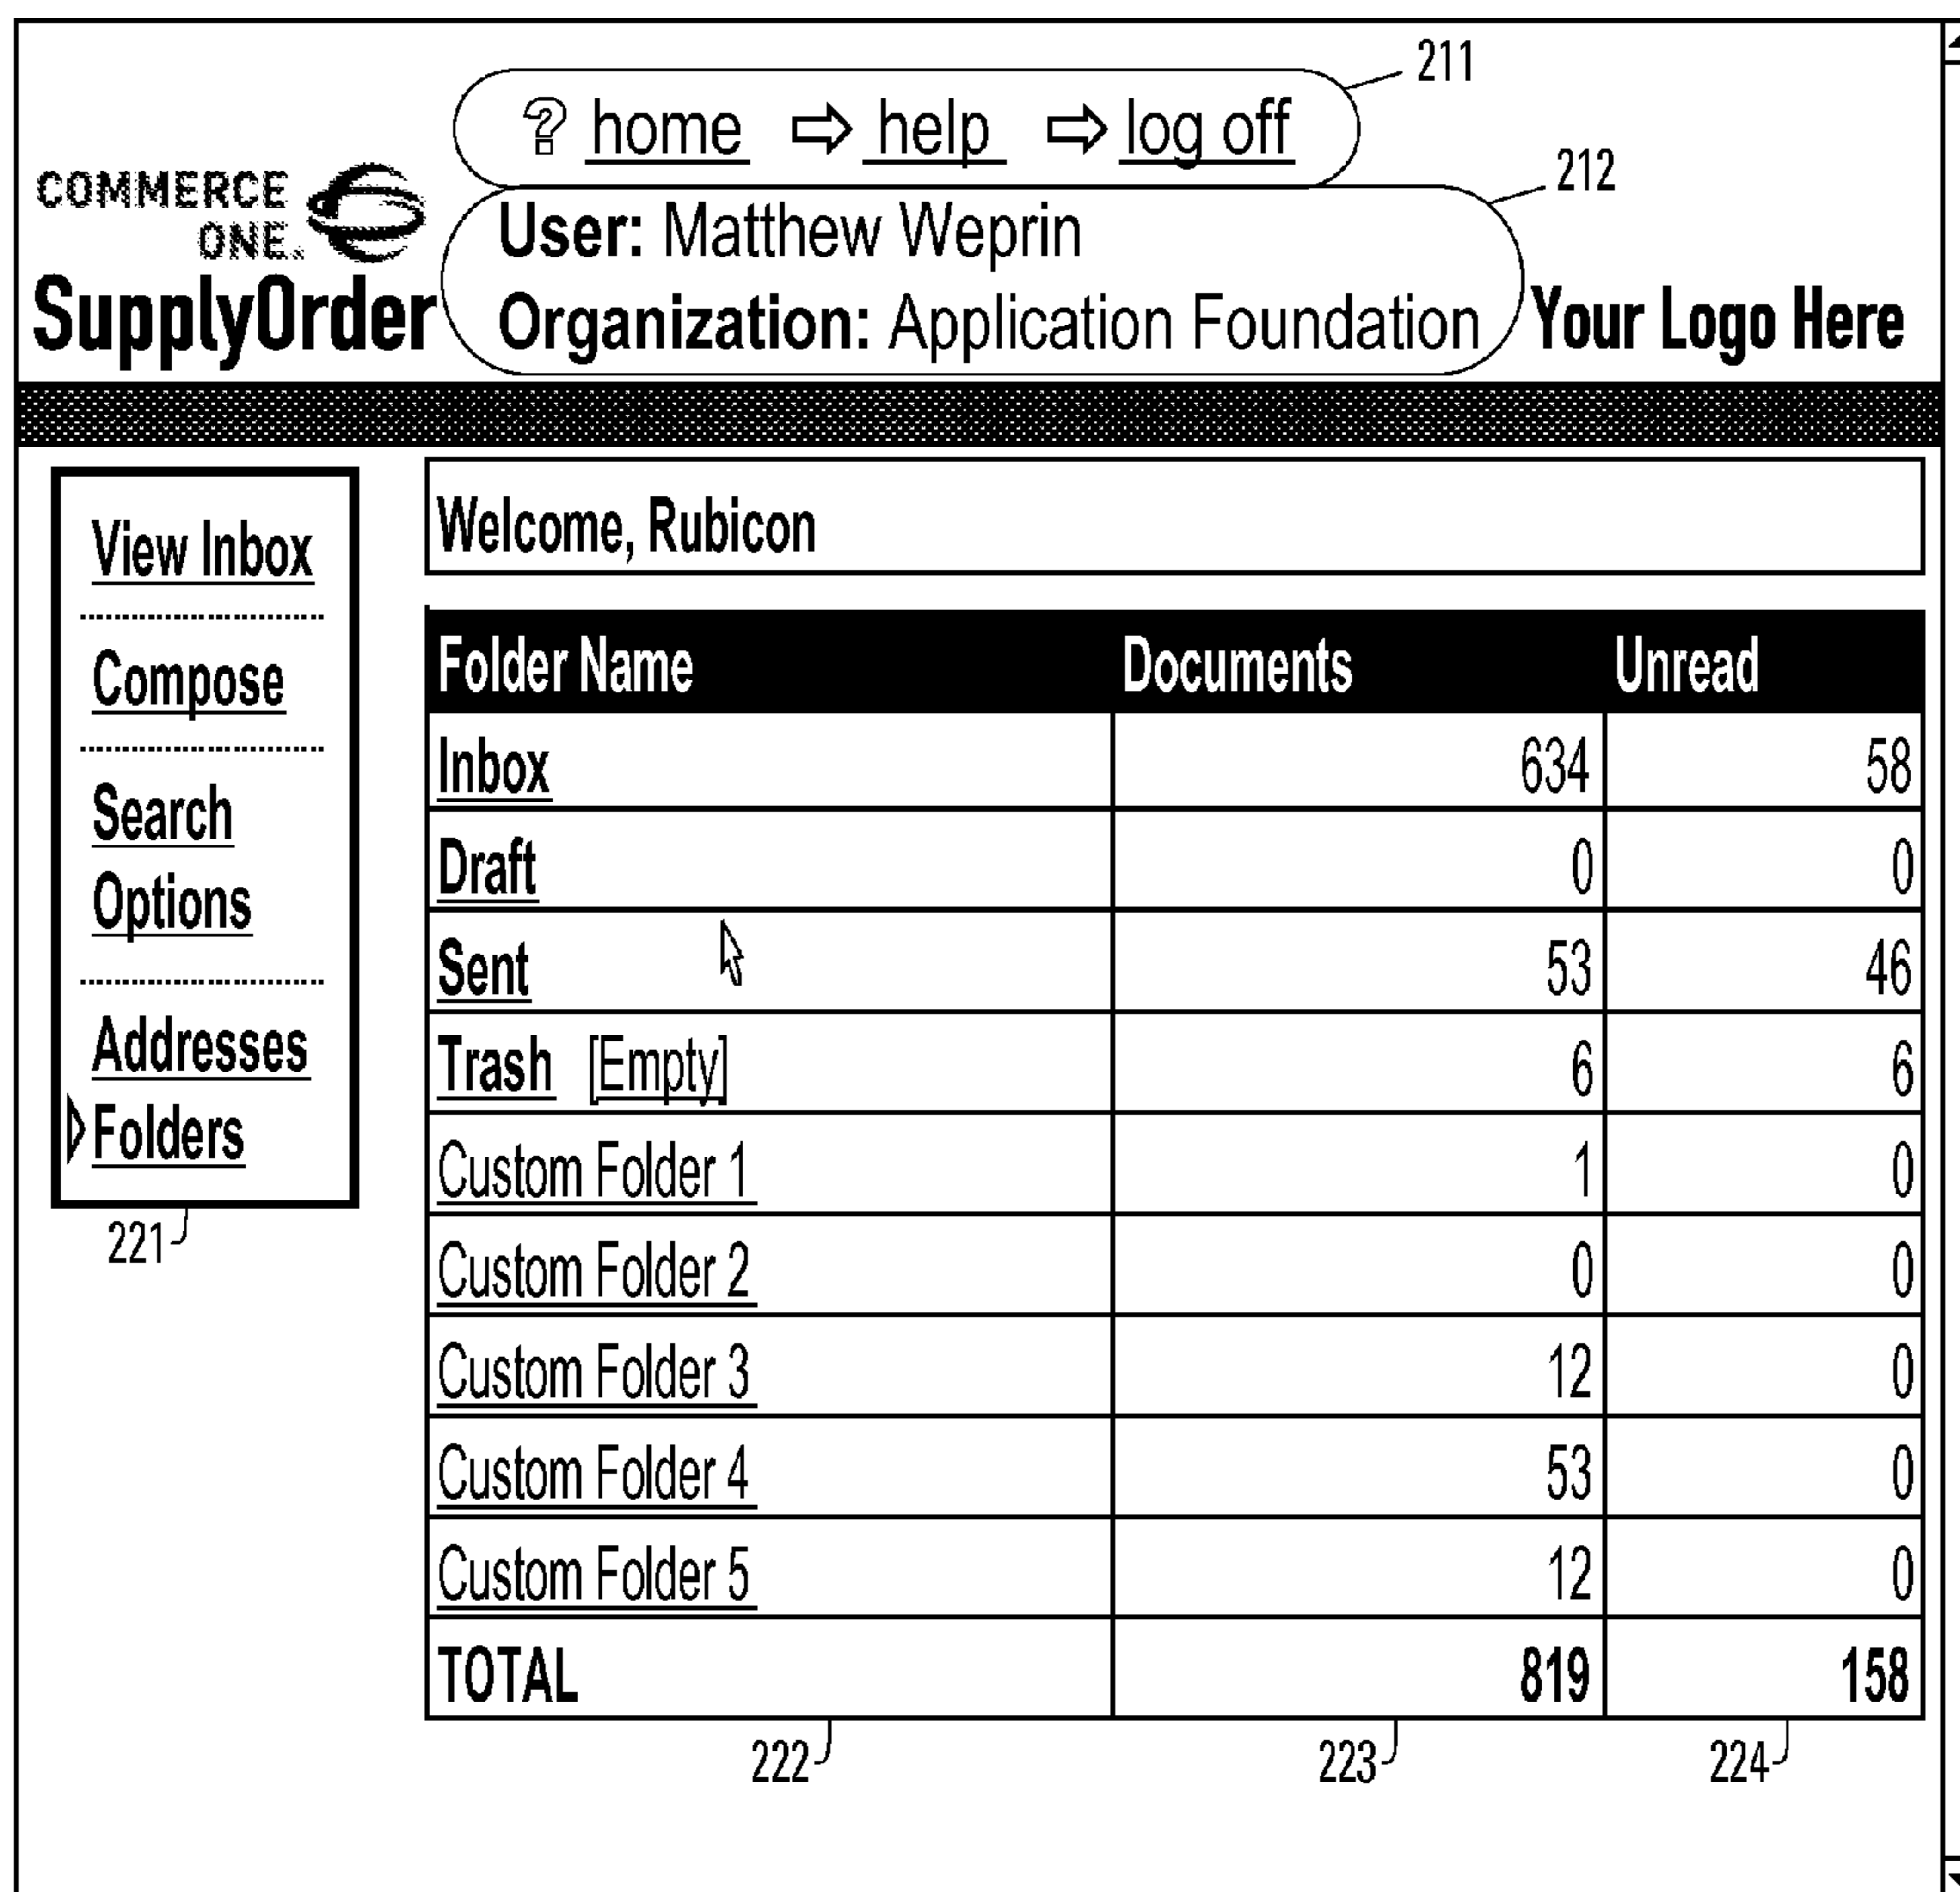 211
? home ⇨ help ⇨ log off
212
COMMERCE
ONE.
SupplyOrder
User: Matthew Weprin
Organization: Application Foundation
Your Logo Here
View Inbox
Compose
Search
Options
Addresses
Folders
221
Welcome, Rubicon
Folder Name Documents Unread
Inbox 634 58
Draft 0 0
Sent 53 46
Trash [Empty] 6 6
Custom Folder 1 1 0
Custom Folder 2 0 0
Custom Folder 3 12 0
Custom Folder 4 53 0
Custom Folder 5 12 0
TOTAL 819 158
222 223 224